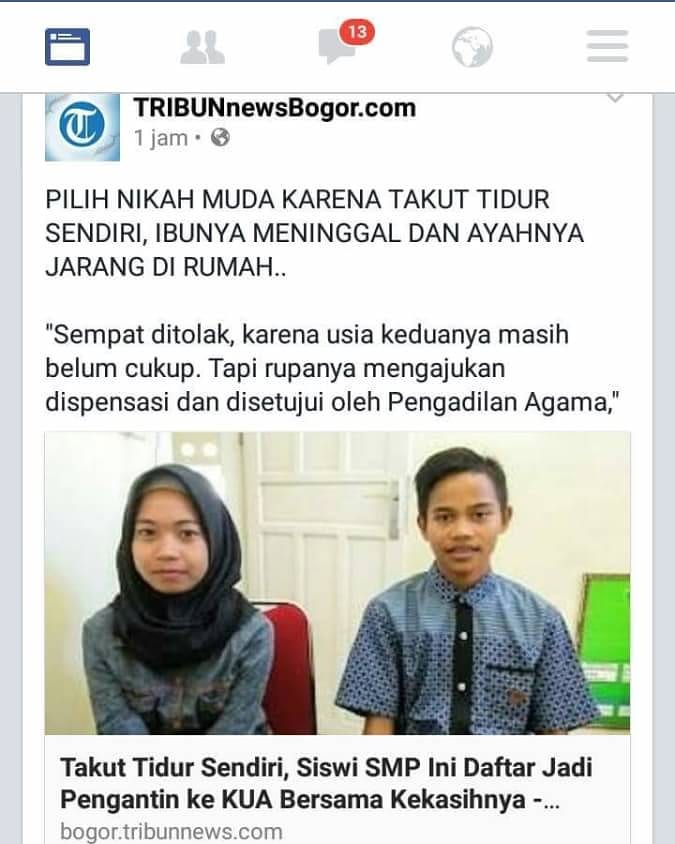 13
TRIBUNnewsBogor.com
1 jam •
PILIH NIKAH MUDA KARENA TAKUT TIDUR
SENDIRI, IBUNYA MENINGGAL DAN AYAHNYA
JARANG DI RUMAH..
"Sempat ditolak, karena usia keduanya masih
belum cukup. Tapi rupanya mengajukan
dispensasi dan disetujui oleh Pengadilan Agama,"
Takut Tidur Sendiri, Siswi SMP Ini Daftar Jadi
Pengantin ke KUA Bersama Kekasihnya -...
bogor.tribunnews.com